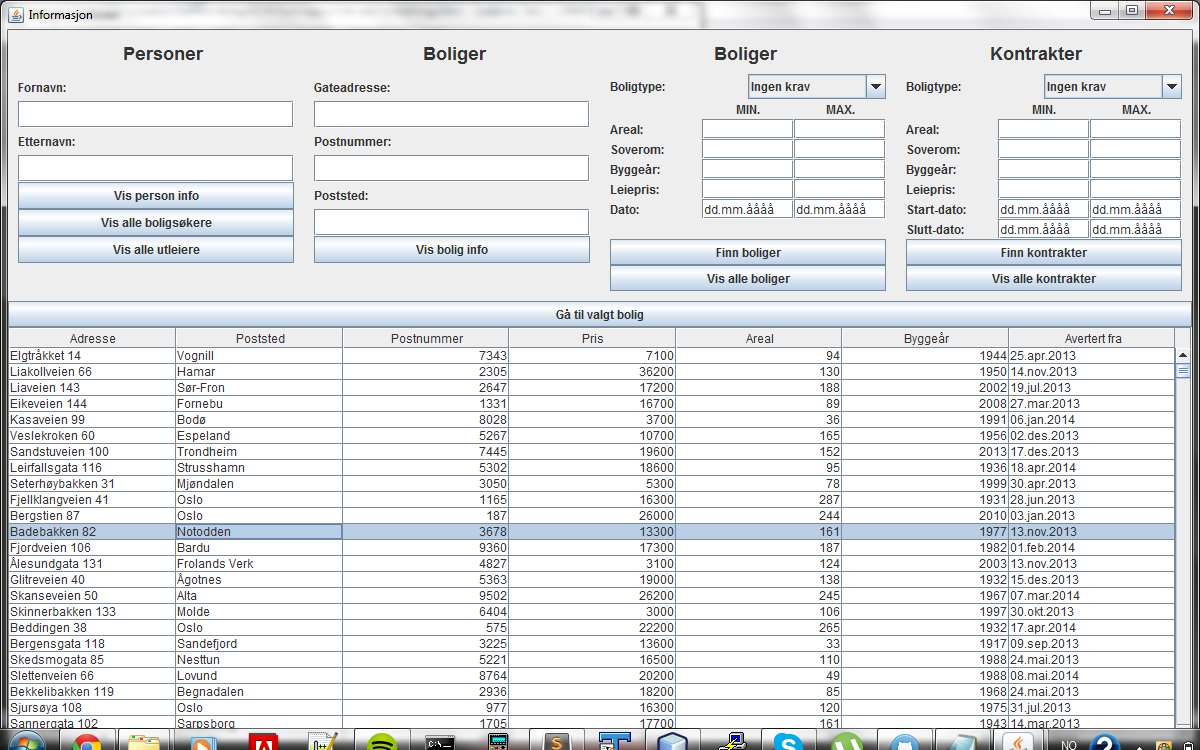 Informasjon
Personer
Boliger
Boliger
Kontrakter
Fornavn:
Gateadresse:
Boligtype:
Ingen krav
Boligtype:
Ingen krav
MIN.
MAX.
MIN.
MAX.
Etternavn:
Postnummer:
Areal:
Areal:
Soverom:
Soverom:
Byggeår:
Byggeår:
Vis person info
Poststed:
Leiepris:
Leiepris:
Vis alle boligsøkere
Dato:
dd.mm.åååå
dd.mm.åååå
Start-dato:
dd.mm.åååå
dd.mm.åååå
Slutt-dato:
dd.mm.åååå
dd.mm.åååå
Vis alle utleiere
Vis bolig info
Finn boliger
Finn kontrakter
Vis alle boliger
Vis alle kontrakter
Gå til valgt bolig
Adresse Poststed Postnummer Pris Areal Byggeår Avertert fra
Elgtråkket 14 Vognill 7343 7100 94 1944 25.apr.2013
Liakollveien 66 Hamar 2305 36200 130 1950 14.nov.2013
Liaveien 143 Sør-Fron 2647 17200 188 2002 19.jul.2013
Eikeveien 144 Fornebu 1331 16700 89 2008 27.mar.2013
Kasaveien 99 Bodø 8028 3700 36 1991 06.jan.2014
Veslekroken 60 Espeland 5267 10700 165 1956 02.des.2013
Sandstuveien 100 Trondheim 7445 19600 152 2013 17.des.2013
Leirfallsgata 116 Strusshamn 5302 18600 95 1936 18.apr.2014
Seterhøybakken 31 Mjøndalen 3050 5300 78 1999 30.apr.2013
Fjellklangveien 41 Oslo 1165 16300 287 1931 28.jun.2013
Bergstien 87 Oslo 187 26000 244 2010 03.jan.2013
Badebakken 82 Notodden 3678 13300 161 1977 13.nov.2013
Fjordveien 106 Bardu 9360 17300 187 1982 01.feb.2014
Ålesundgata 131 Frolands Verk 4827 3100 124 2003 13.nov.2013
Glitreveien 40 Ågotnes 5363 19000 138 1932 15.des.2013
Skanseveien 50 Alta 9502 26200 245 1967 07.mar.2014
Skinnerbakken 133 Molde 6404 3000 106 1997 30.okt.2013
Beddingen 38 Oslo 575 22200 265 1932 17.apr.2014
Bergensgata 118 Sandefjord 3225 13600 33 1917 09.sep.2013
Skedsmogata 85 Nesttun 5221 16500 110 1988 24.mai.2013
Slettenveien 66 Lovund 8764 20200 49 1988 08.mai.2014
Bekkelibakken 119 Begnadalen 2936 18200 85 1968 24.mai.2013
Sjursøya 108 Oslo 977 16300 120 1975 31.jul.2013
Sannergata 102 Sarpsborg 1705 17700 161 1943 14.mar.2013
NO